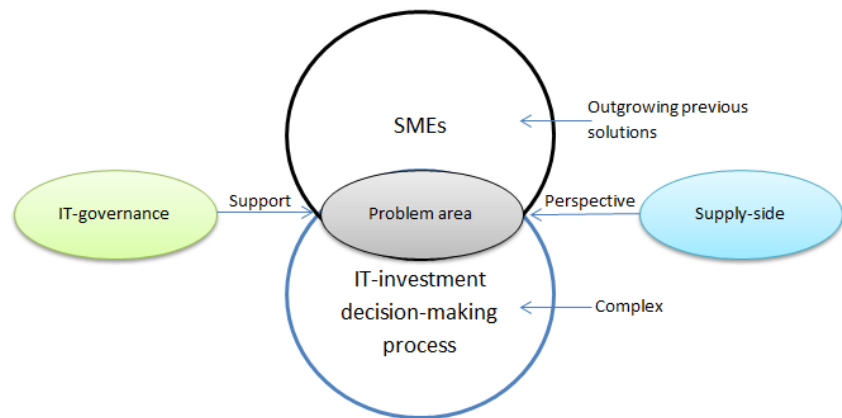 SMEs
Outgrowing previous
solutions
IT-governance
Support
Problem area
Perspective
Supply-side
IT-investment
decision-making
process
Complex